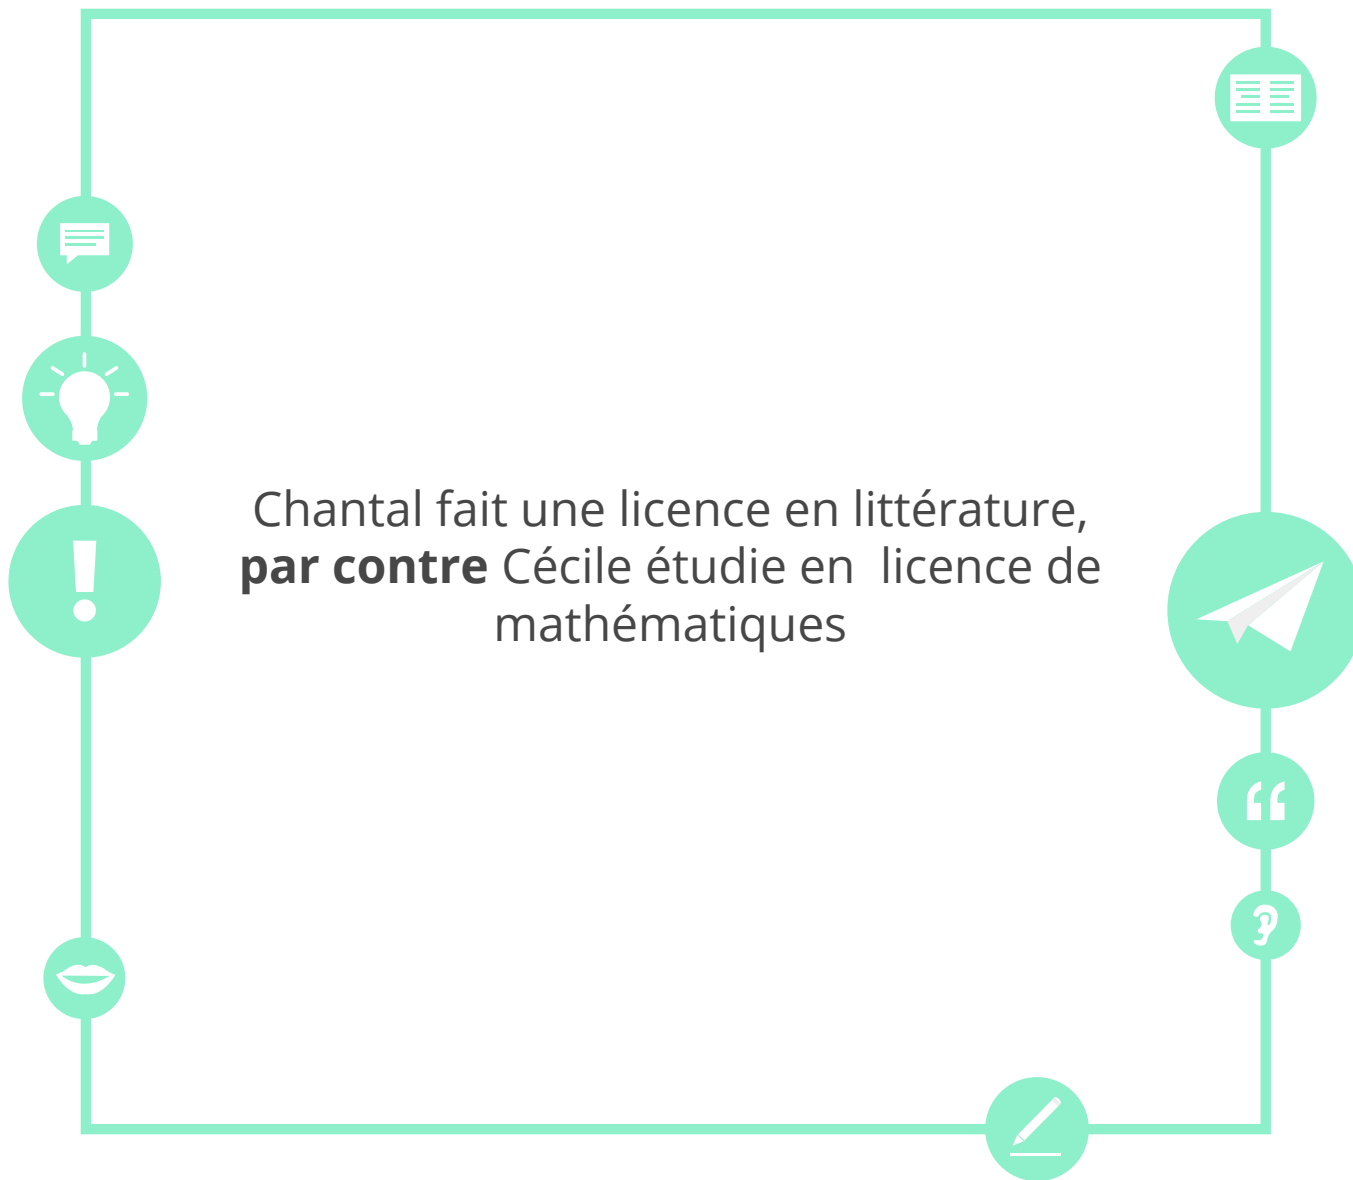 Chantal fait une licence en littérature,
par contre Cécile étudie en  licence de
mathématiques